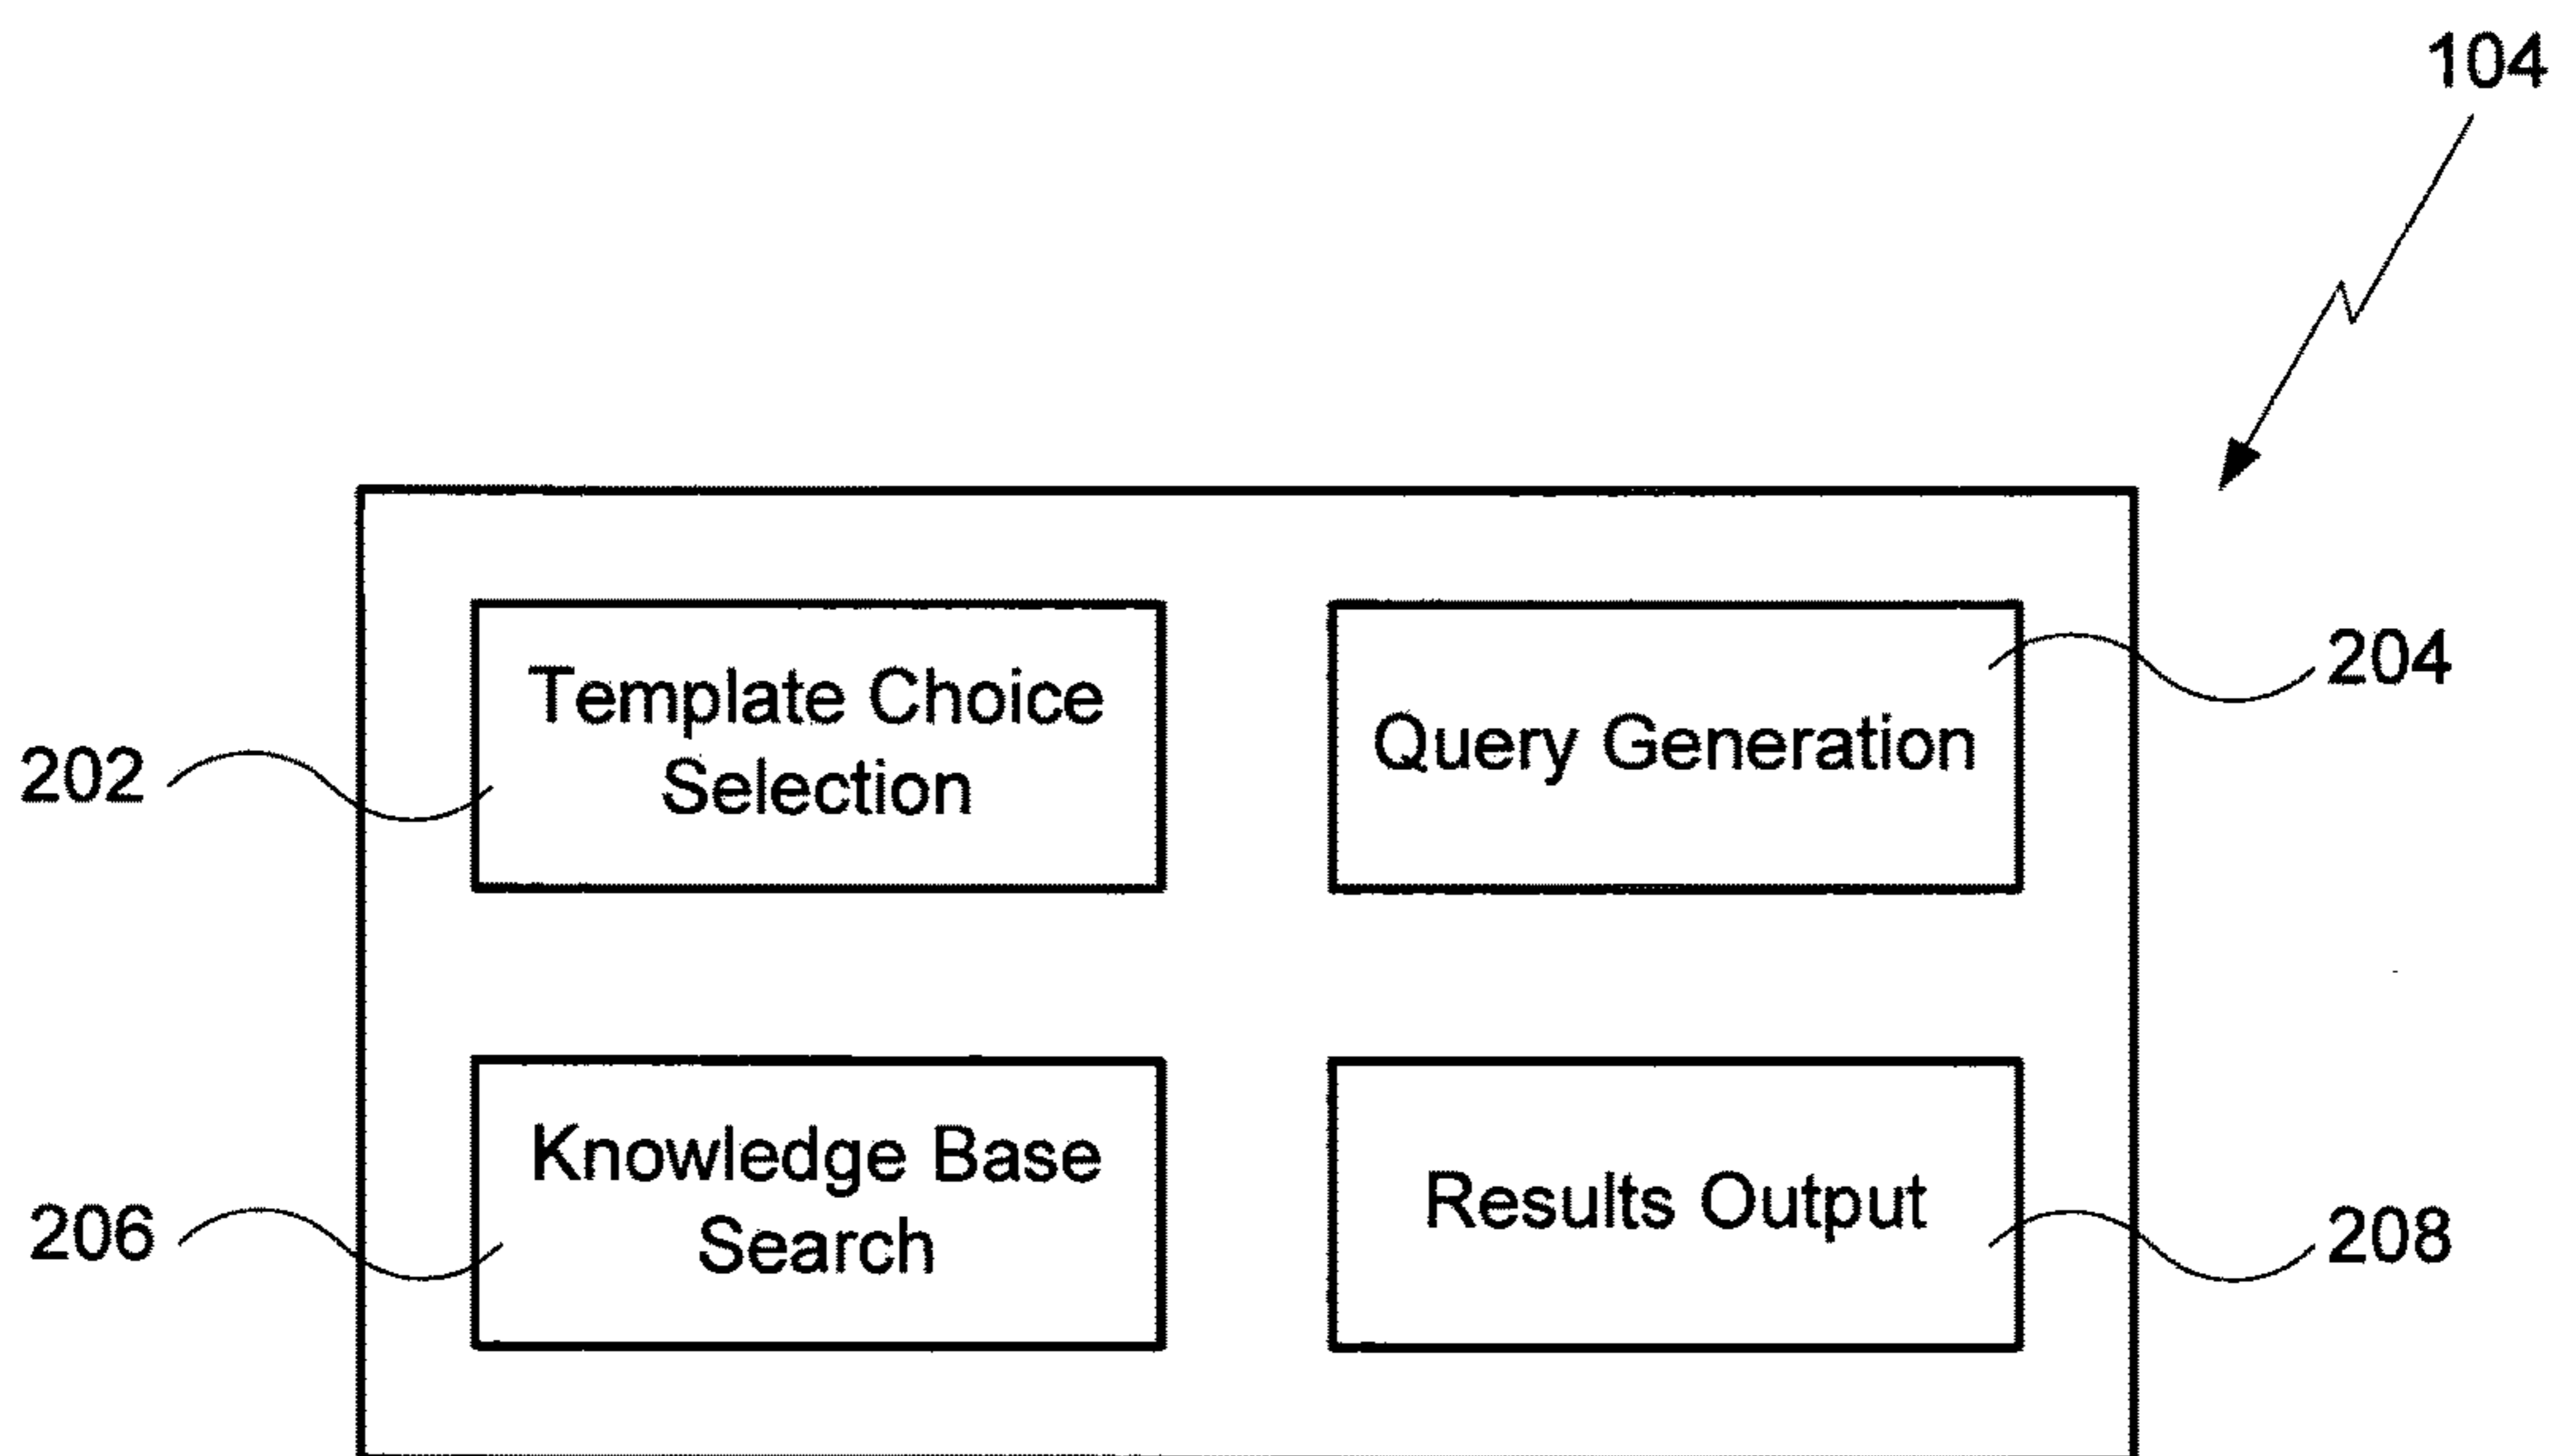 104
Template Choice
Selection
Query Generation
204
202
Knowledge Base
Search
Results Output
206
208